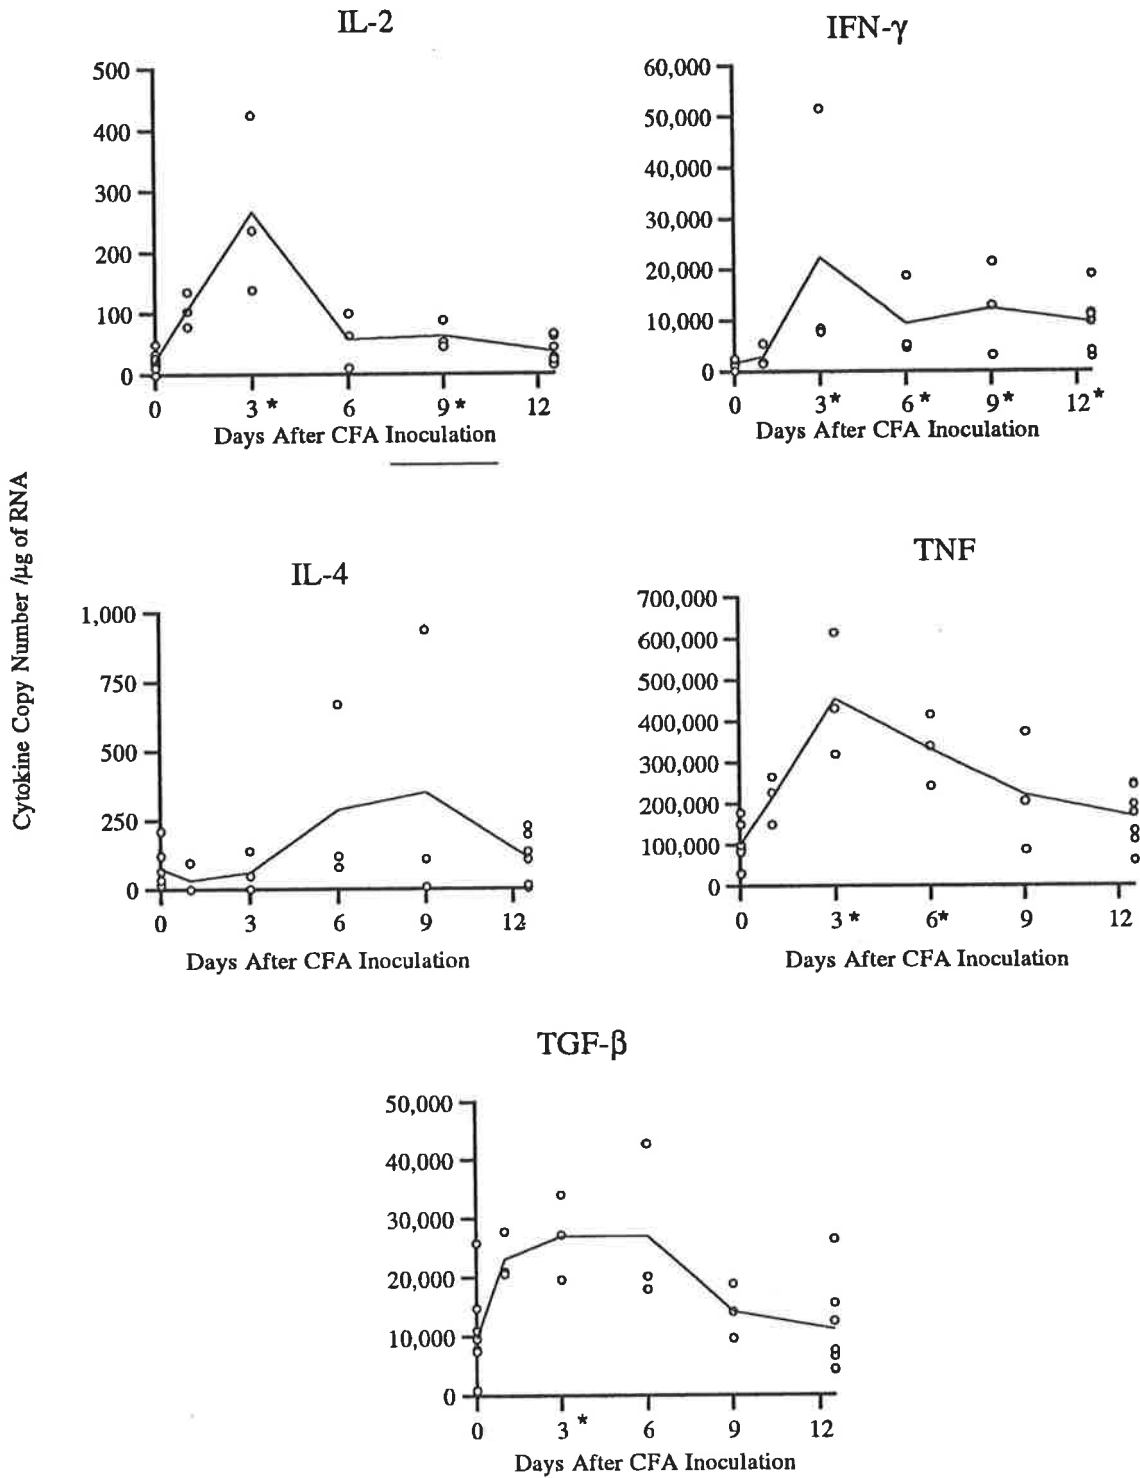 IL-2
500
400
300
200
100
0
0 3 * 6 9 * 12
Days After CFA Inoculation
IFN-γ
60,000
50,000
40,000
30,000
20,000
10,000
0
0 3* 6* 9* 12*
Days After CFA Inoculation
Cytokine Copy Number /μg of RNA
IL-4
1,000
750
500
250
0
0 3 6 9 12
Days After CFA Inoculation
TNF
700,000
600,000
500,000
400,000
300,000
200,000
100,000
0
0 3 * 6* 9 12
Days After CFA Inoculation
TGF-β
50,000
40,000
30,000
20,000
10,000
0
0 3 * 6 9 12
Days After CFA Inoculation